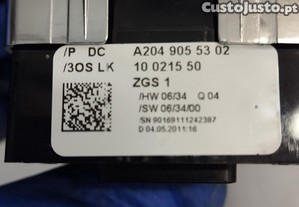 CustoJusto.pt
/P DC A204 905 53 02
/3OS LK 10 0215 50
ZGS 1
/HW 06/34 Q 04
/SW 06/34/00
/SN 90169111242387
D 04.05.2011:16